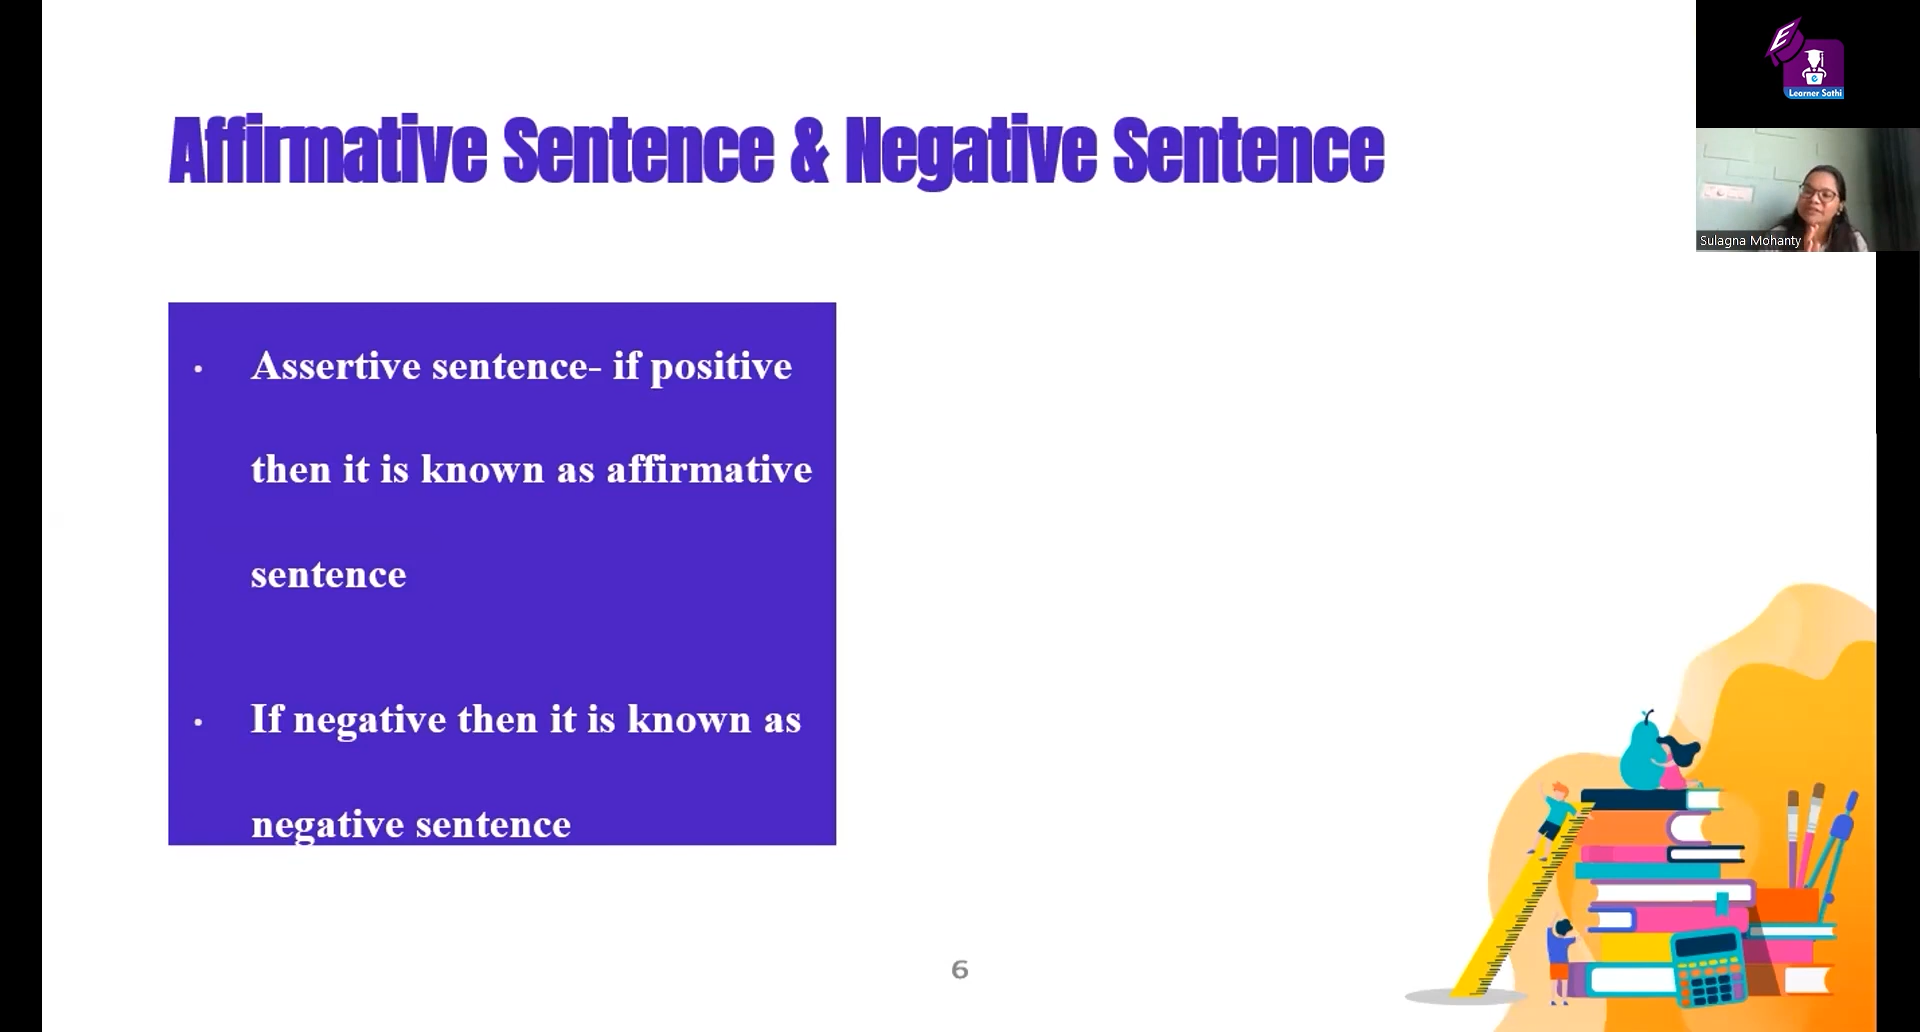 Affirmative Sentence & Negative Sentence
E
e
Learner Sathi
Sulagna Mohanty
• Assertive sentence- if positive
then it is known as affirmative
sentence
• If negative then it is known as
negative sentence
6